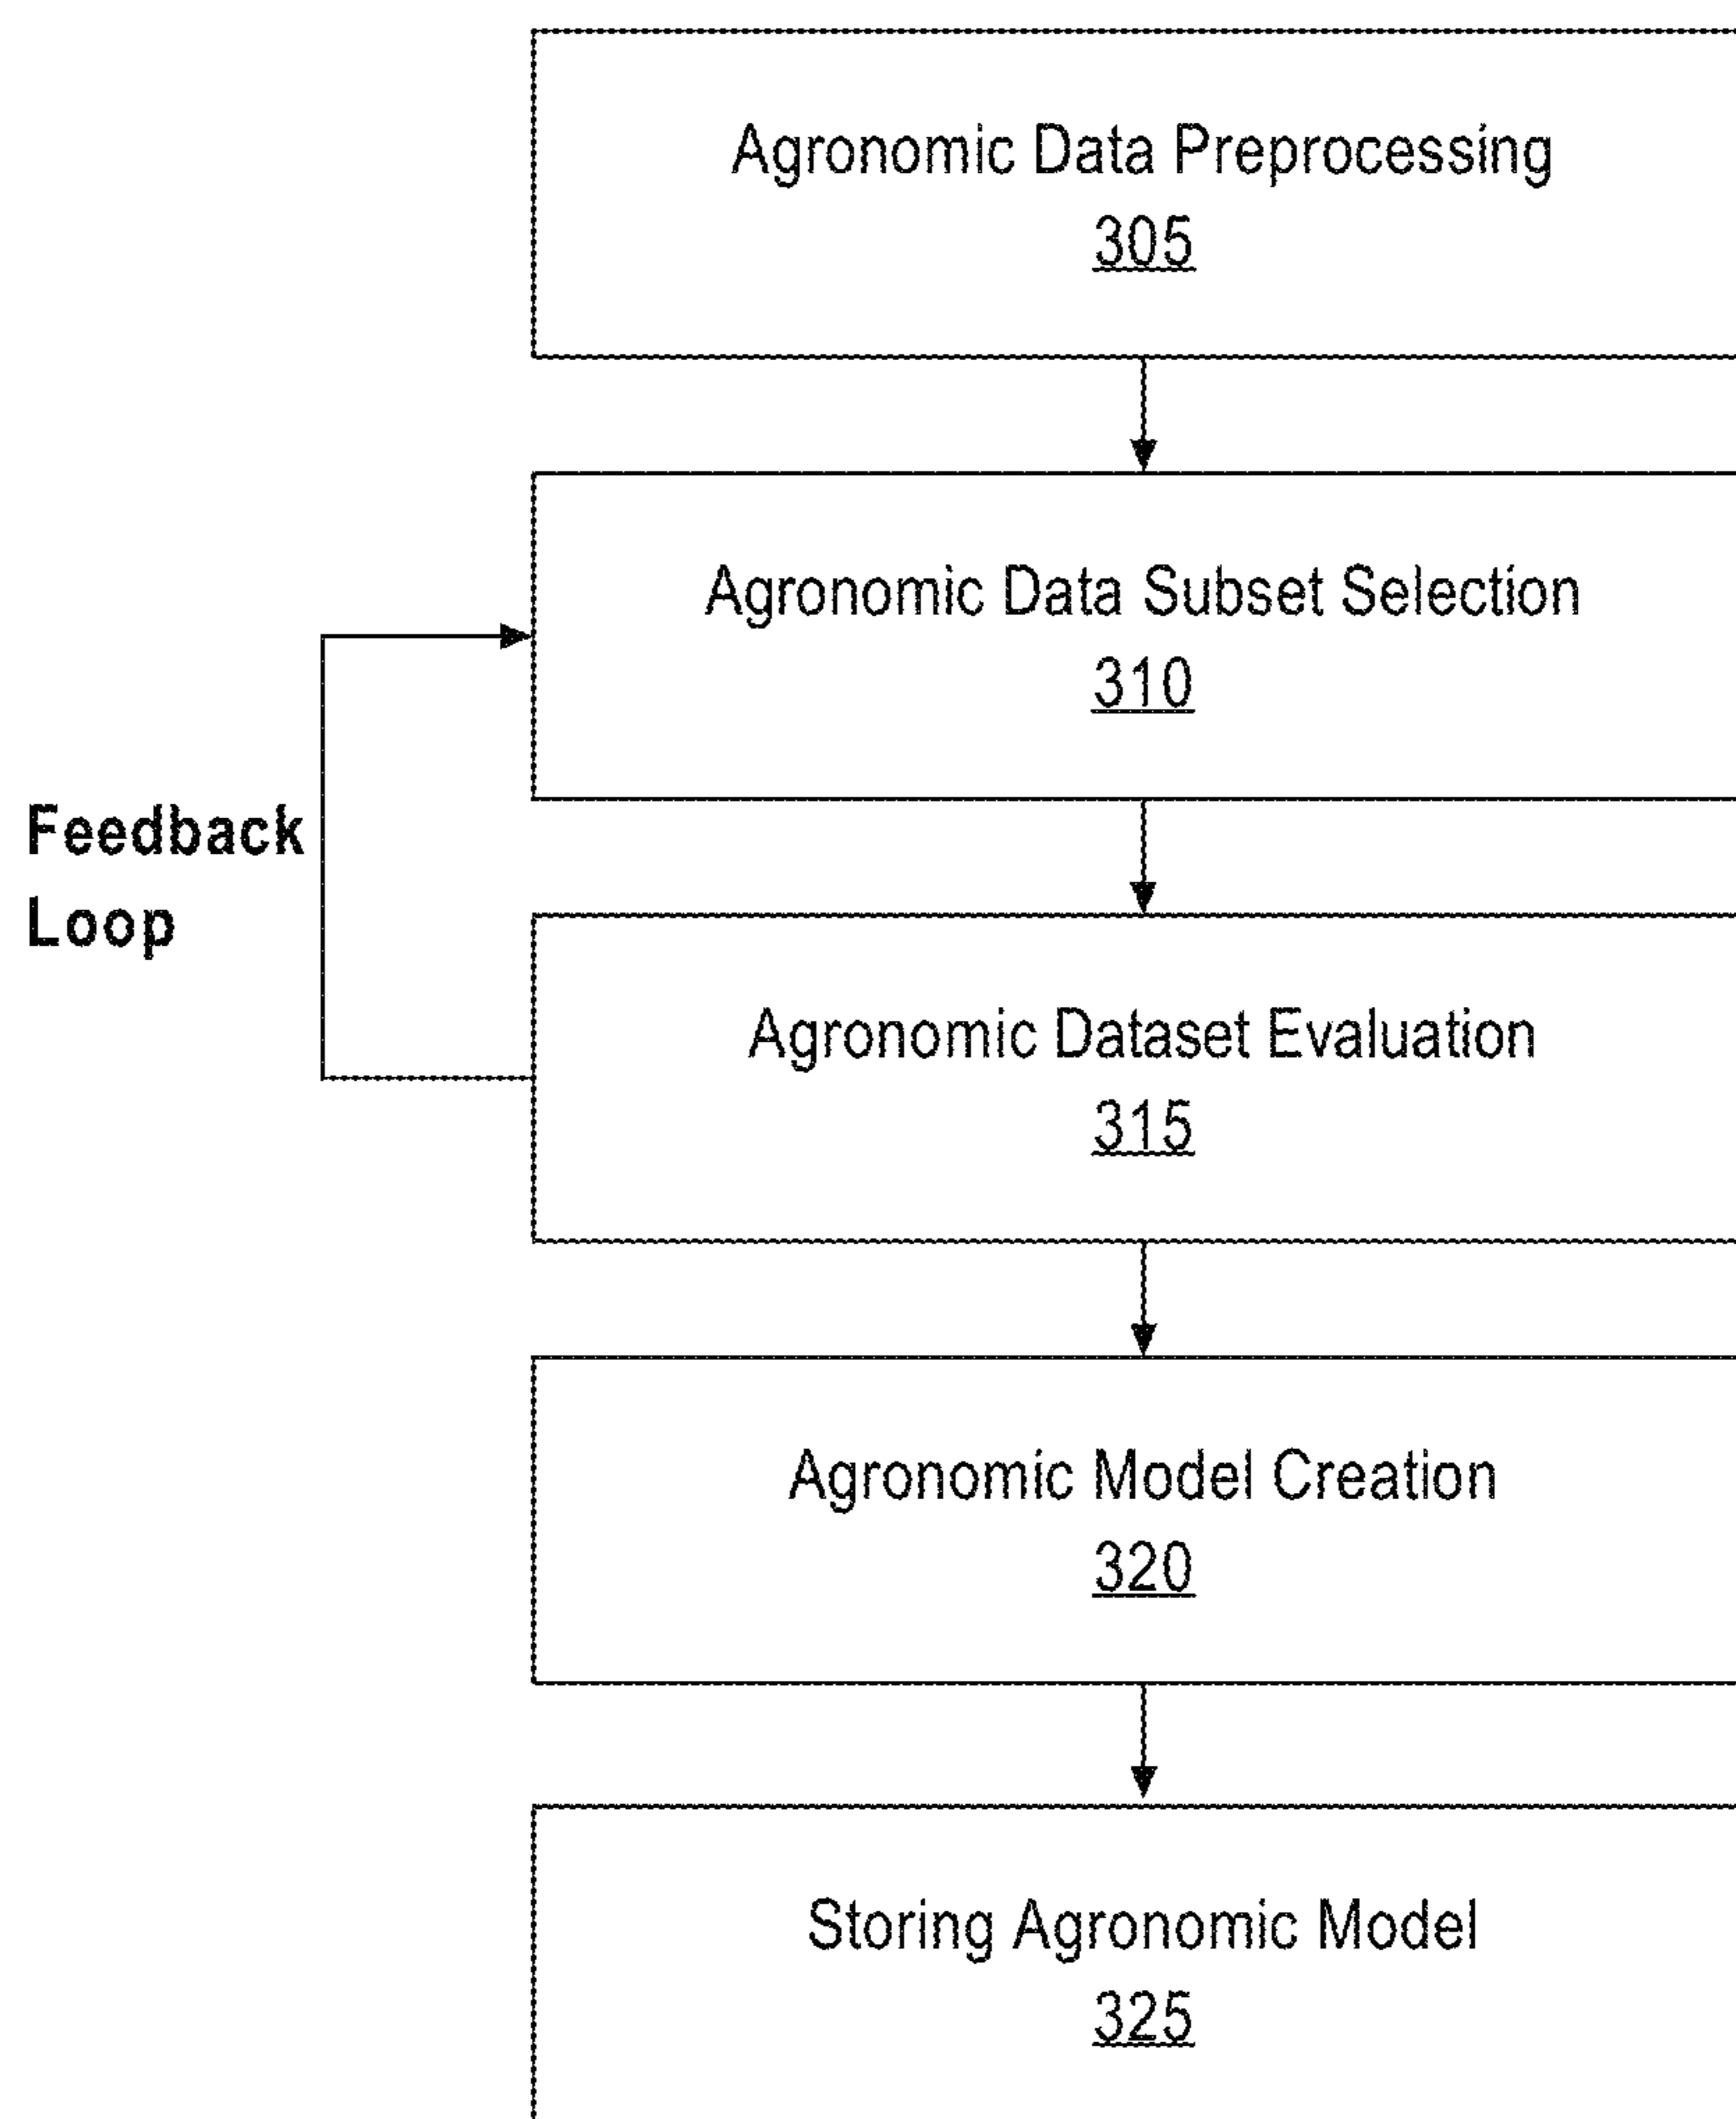 Agronomic Data Preprocessing
305
Agronomic Data Subset Selection
310
Feedback
Loop
Agronomic Dataset Evaluation
315
Agronomic Model Creation
320
Storing Agronomic Model
325